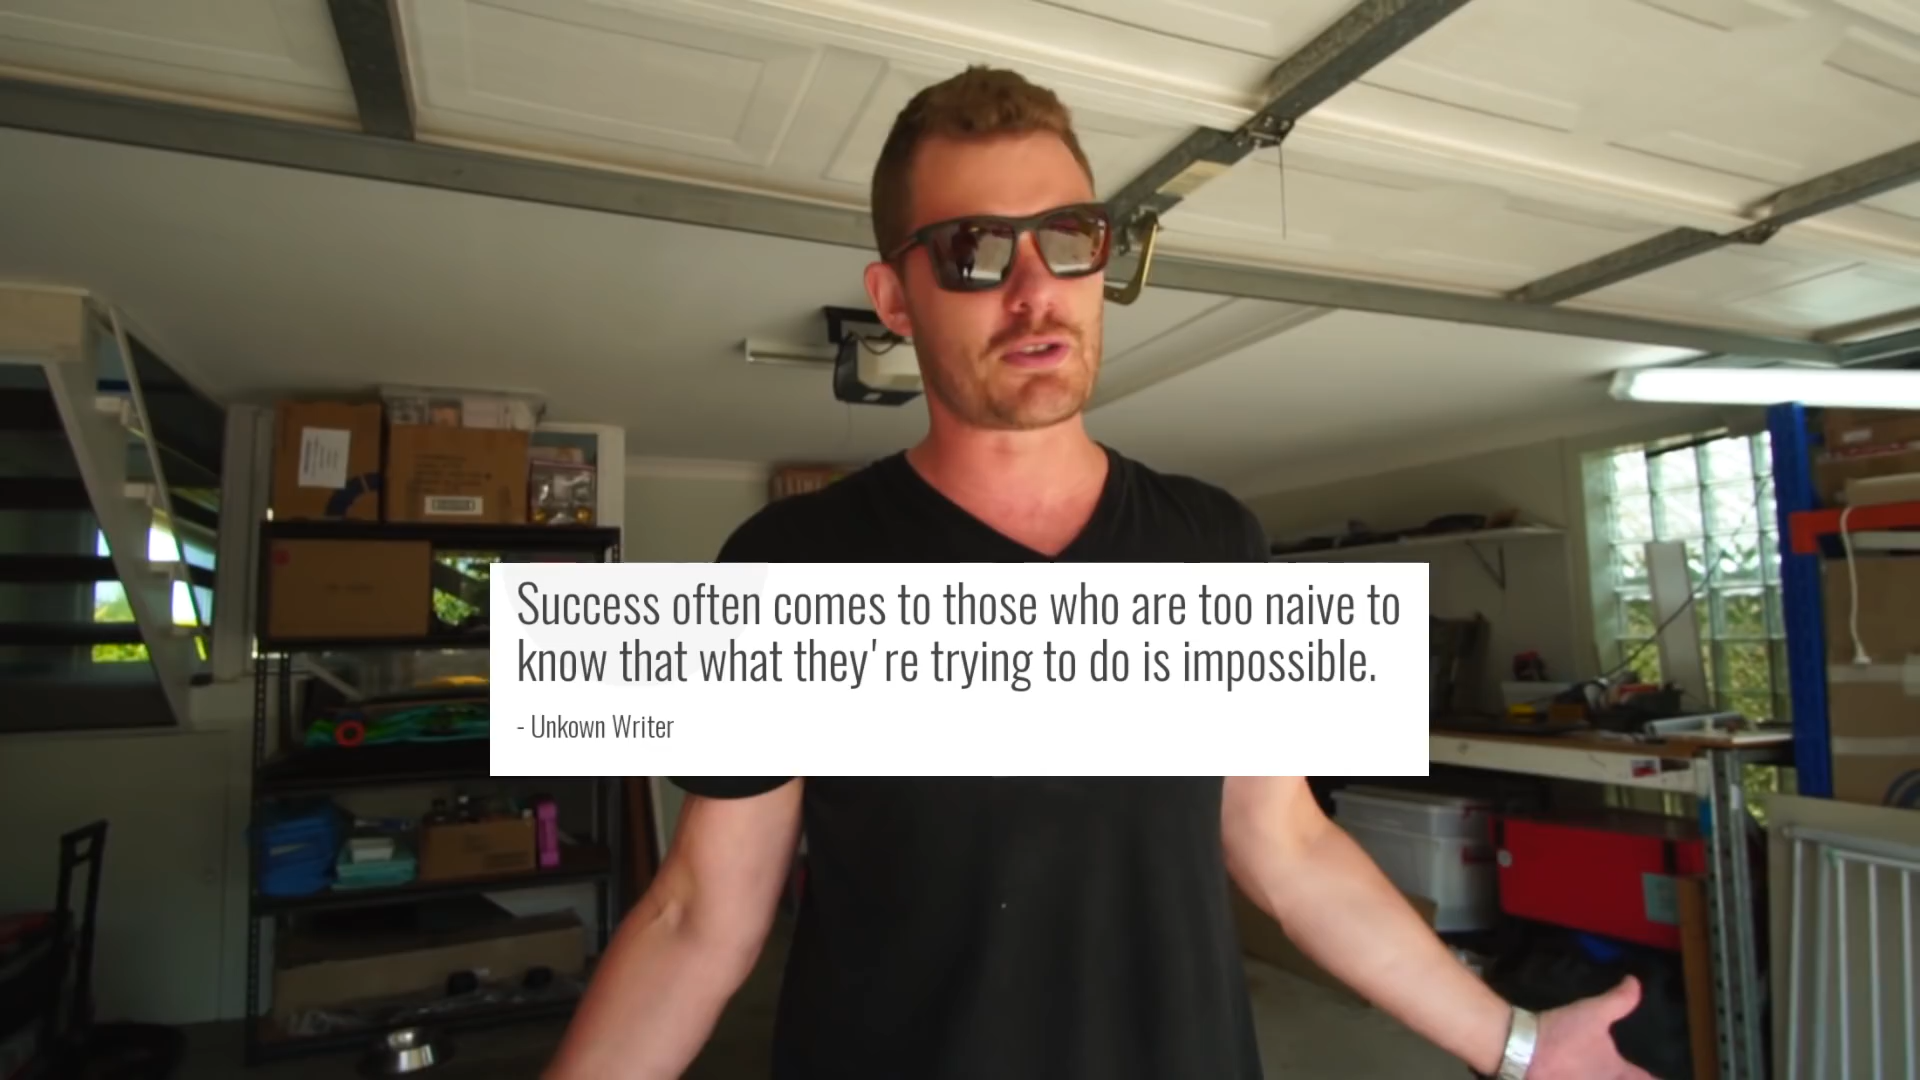 Success often comes to those who are too naive to
know that what they're trying to do is impossible.
- Unkown Writer